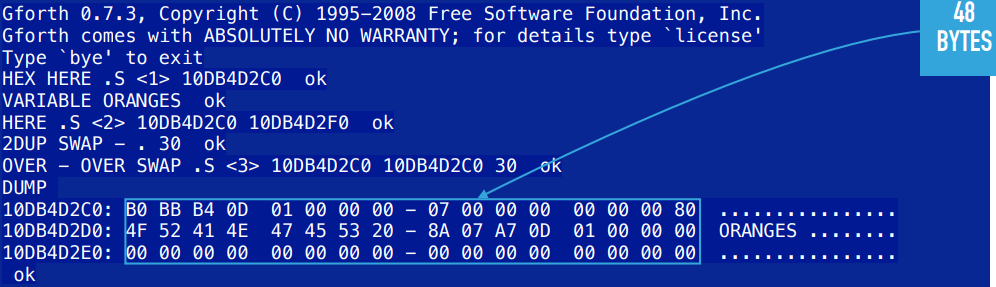 Gforth 0.7.3, Copyright (C) 1995-2008 Free Software Foundation, Inc.
Gforth comes with ABSOLUTELY NO WARRANTY; for details type `license'
Type `bye' to exit
HEX HERE .S <1> 10DB4D2C0  ok
VARIABLE ORANGES  ok
HERE .S <2> 10DB4D2C0 10DB4D2F0  ok
2DUP SWAP - . 30  ok
OVER - OVER SWAP .S <3> 10DB4D2C0 10DB4D2C0 30  ok
DUMP
10DB4D2C0: B0 BB B4 0D  01 00 00 00 - 07 00 00 00  00 00 00 80  ................
10DB4D2D0: 4F 52 41 4E  47 45 53 20 - 8A 07 A7 0D  01 00 00 00  ORANGES ........
10DB4D2E0: 00 00 00 00  00 00 00 00 - 00 00 00 00  00 00 00 00  ................
 ok
48
BYTES